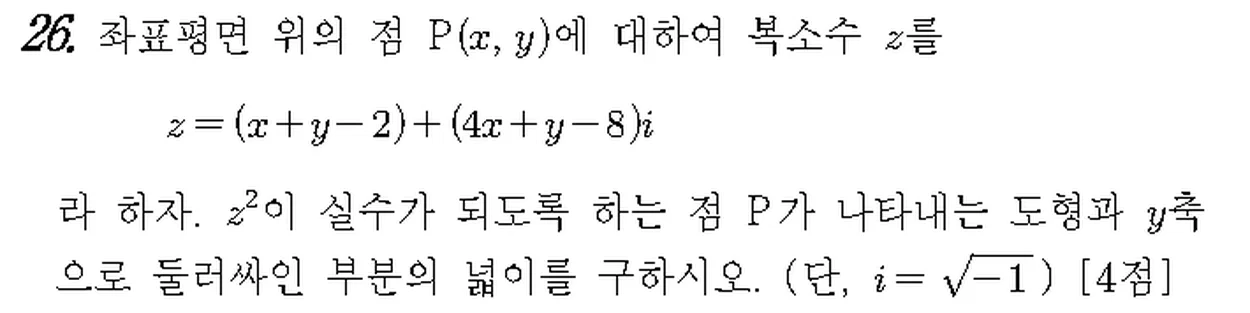 26. 좌표평면 위의 점 P(x, y)에 대하여 복소수 z를
z=(x+y-2)+(4x+y-8)i
라 하자. z²이 실수가 되도록 하는 점 P가 나타내는 도형과 y축
으로 둘러싸인 부분의 넓이를 구하시오. (단, i=√-1) [4점]